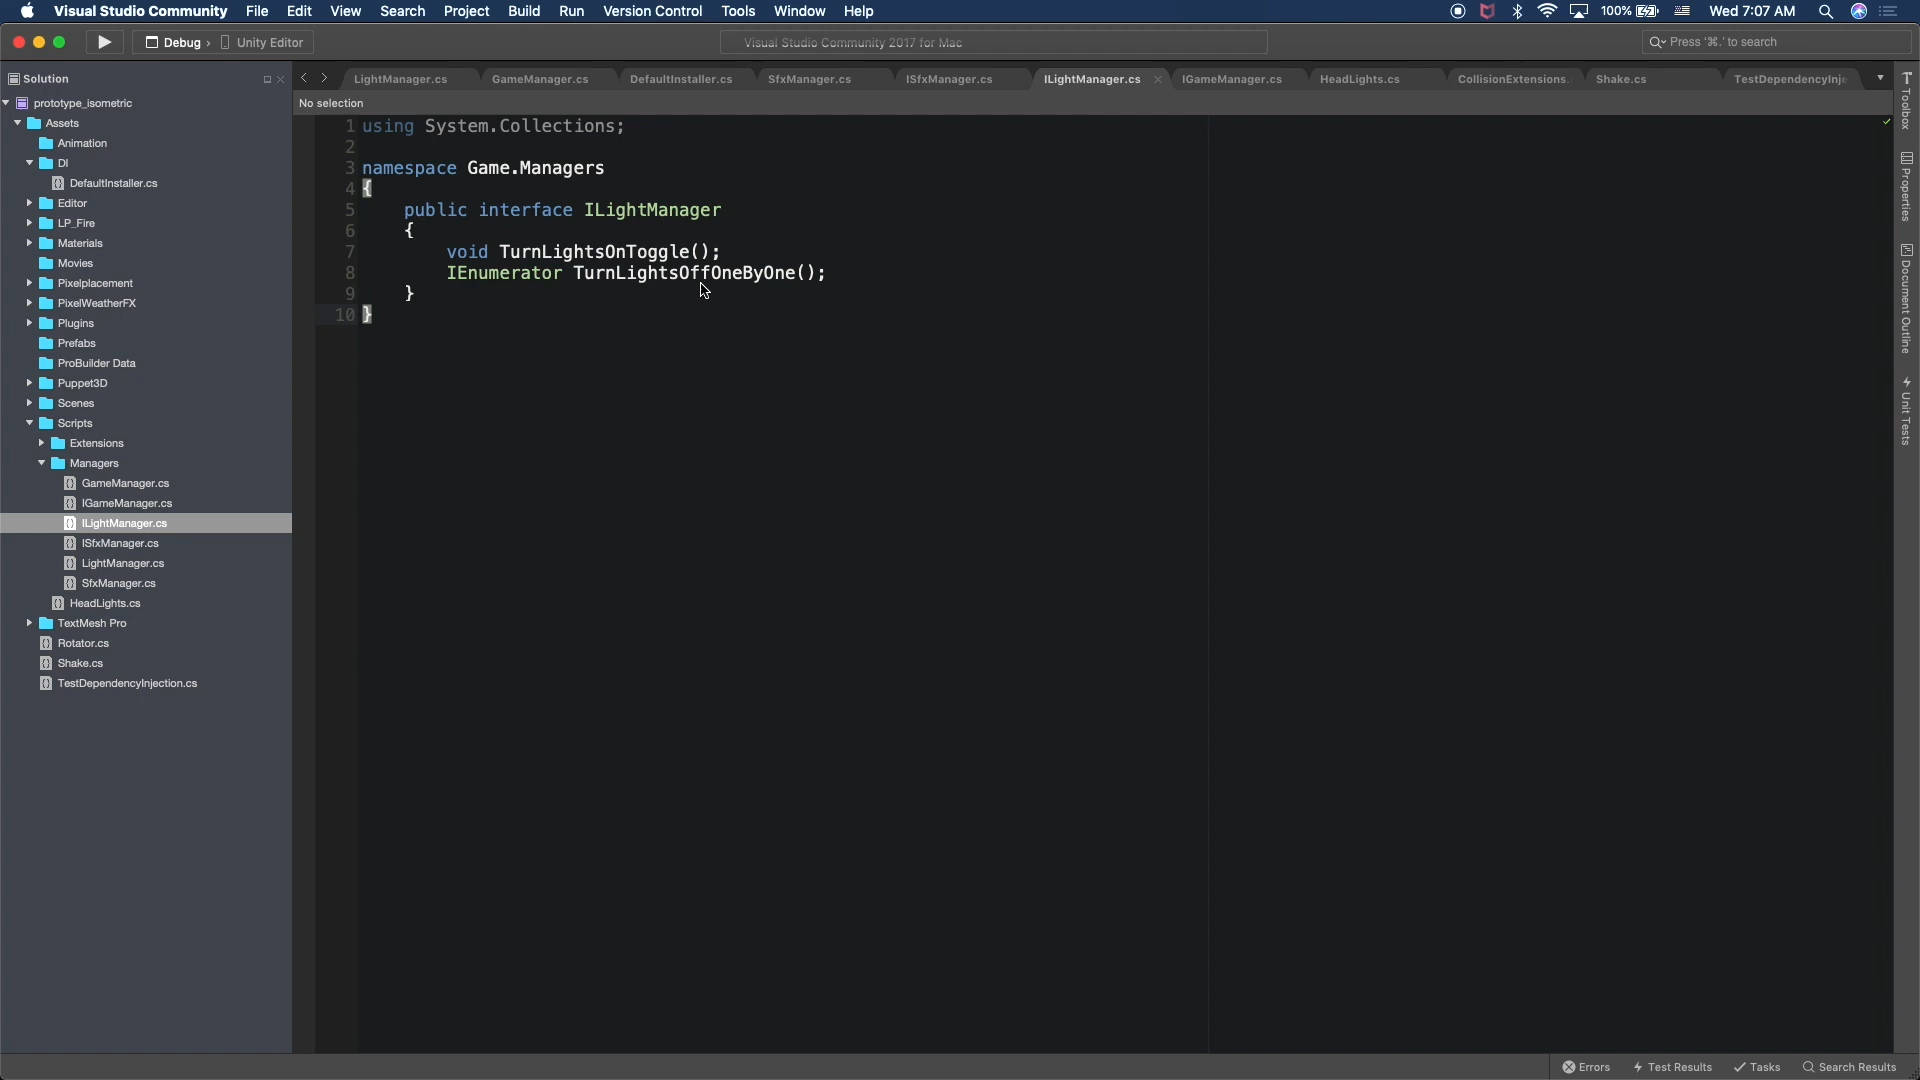 Visual Studio Community File Edit View Search Project Build Run Version Control Tools Window Help 100% Wed 7:07 AM
Debug › Unity Editor Visual Studio Community 2017 for Mac Press '⌘.' to search
Solution
prototype_isometric
Assets
Animation
DI
DefaultInstaller.cs
Editor
LP_Fire
Materials
Movies
Pixelplacement
PixelWeatherFX
Plugins
Prefabs
ProBuilder Data
Puppet3D
Scenes
Scripts
Extensions
Managers
GameManager.cs
IGameManager.cs
ILightManager.cs
ISfxManager.cs
LightManager.cs
SfxManager.cs
HeadLights.cs
TextMesh Pro
Rotator.cs
Shake.cs
TestDependencyInjection.cs
LightManager.cs GameManager.cs DefaultInstaller.cs SfxManager.cs ISfxManager.cs ILightManager.cs IGameManager.cs HeadLights.cs CollisionExtensions. Shake.cs TestDependencyInje
No selection
1 using System.Collections;
2
3 namespace Game.Managers
4 {
5 public interface ILightManager
6 {
7 void TurnLightsOnToggle();
8 IEnumerator TurnLightsOffOneByOne();
9 }
10 }
Toolbox
Properties
Document Outline
Unit Tests
Errors Test Results Tasks Search Results